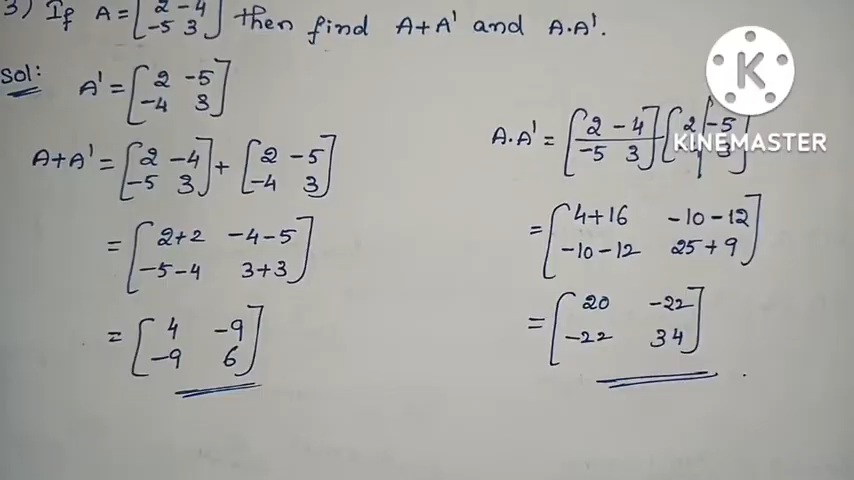 3) If A = [2 -4
-5 3] then find A+A' and A.A'.
Sol:
A' = [2 -5
-4 3]
A+A' = [2 -4
-5 3] + [2 -5
-4 3]
= [2+2 -4-5
-5-4 3+3]
= [4 -9
-9 6]
A.A' = [2 -4
-5 3] [2 -5
3]
= [4+16 -10-12
-10-12 25+9]
= [20 -22
-22 34]
K
KINEMASTER